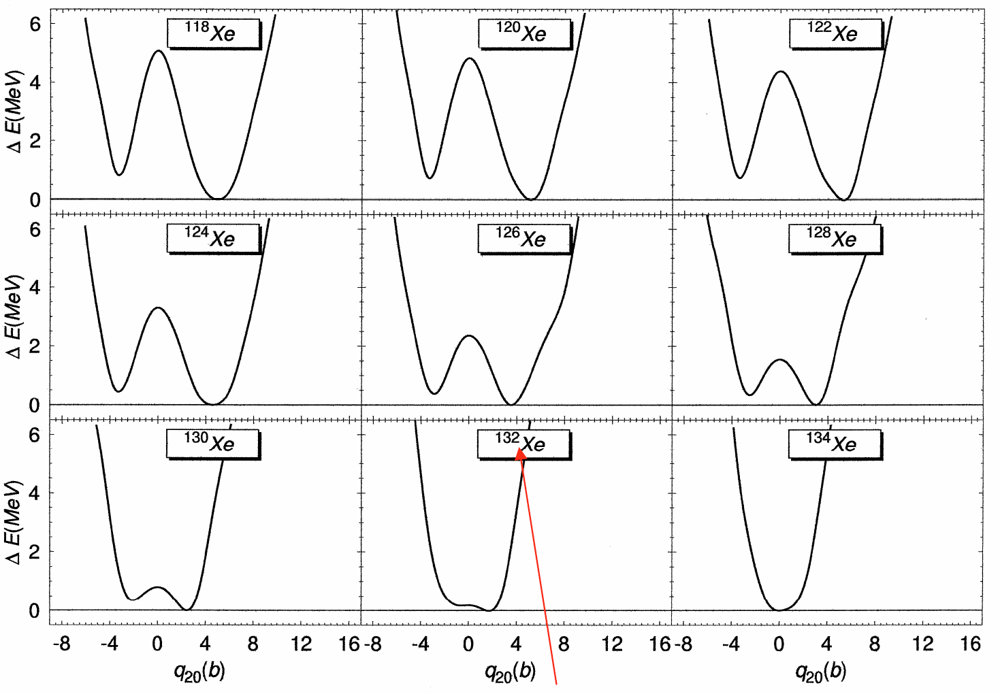 Δ E(MeV)
6
4
2
0
¹¹⁸Xe
¹²⁰Xe
¹²²Xe
Δ E(MeV)
6
4
2
0
¹²⁴Xe
¹²⁶Xe
¹²⁸Xe
Δ E(MeV)
6
4
2
0
¹³⁰Xe
¹³²Xe
¹³⁴Xe
-8 -4 0 4 8 12 16 -8 -4 0 4 8 12 16 -8 -4 0 4 8 12 16
q₂₀(b) q₂₀(b) q₂₀(b)